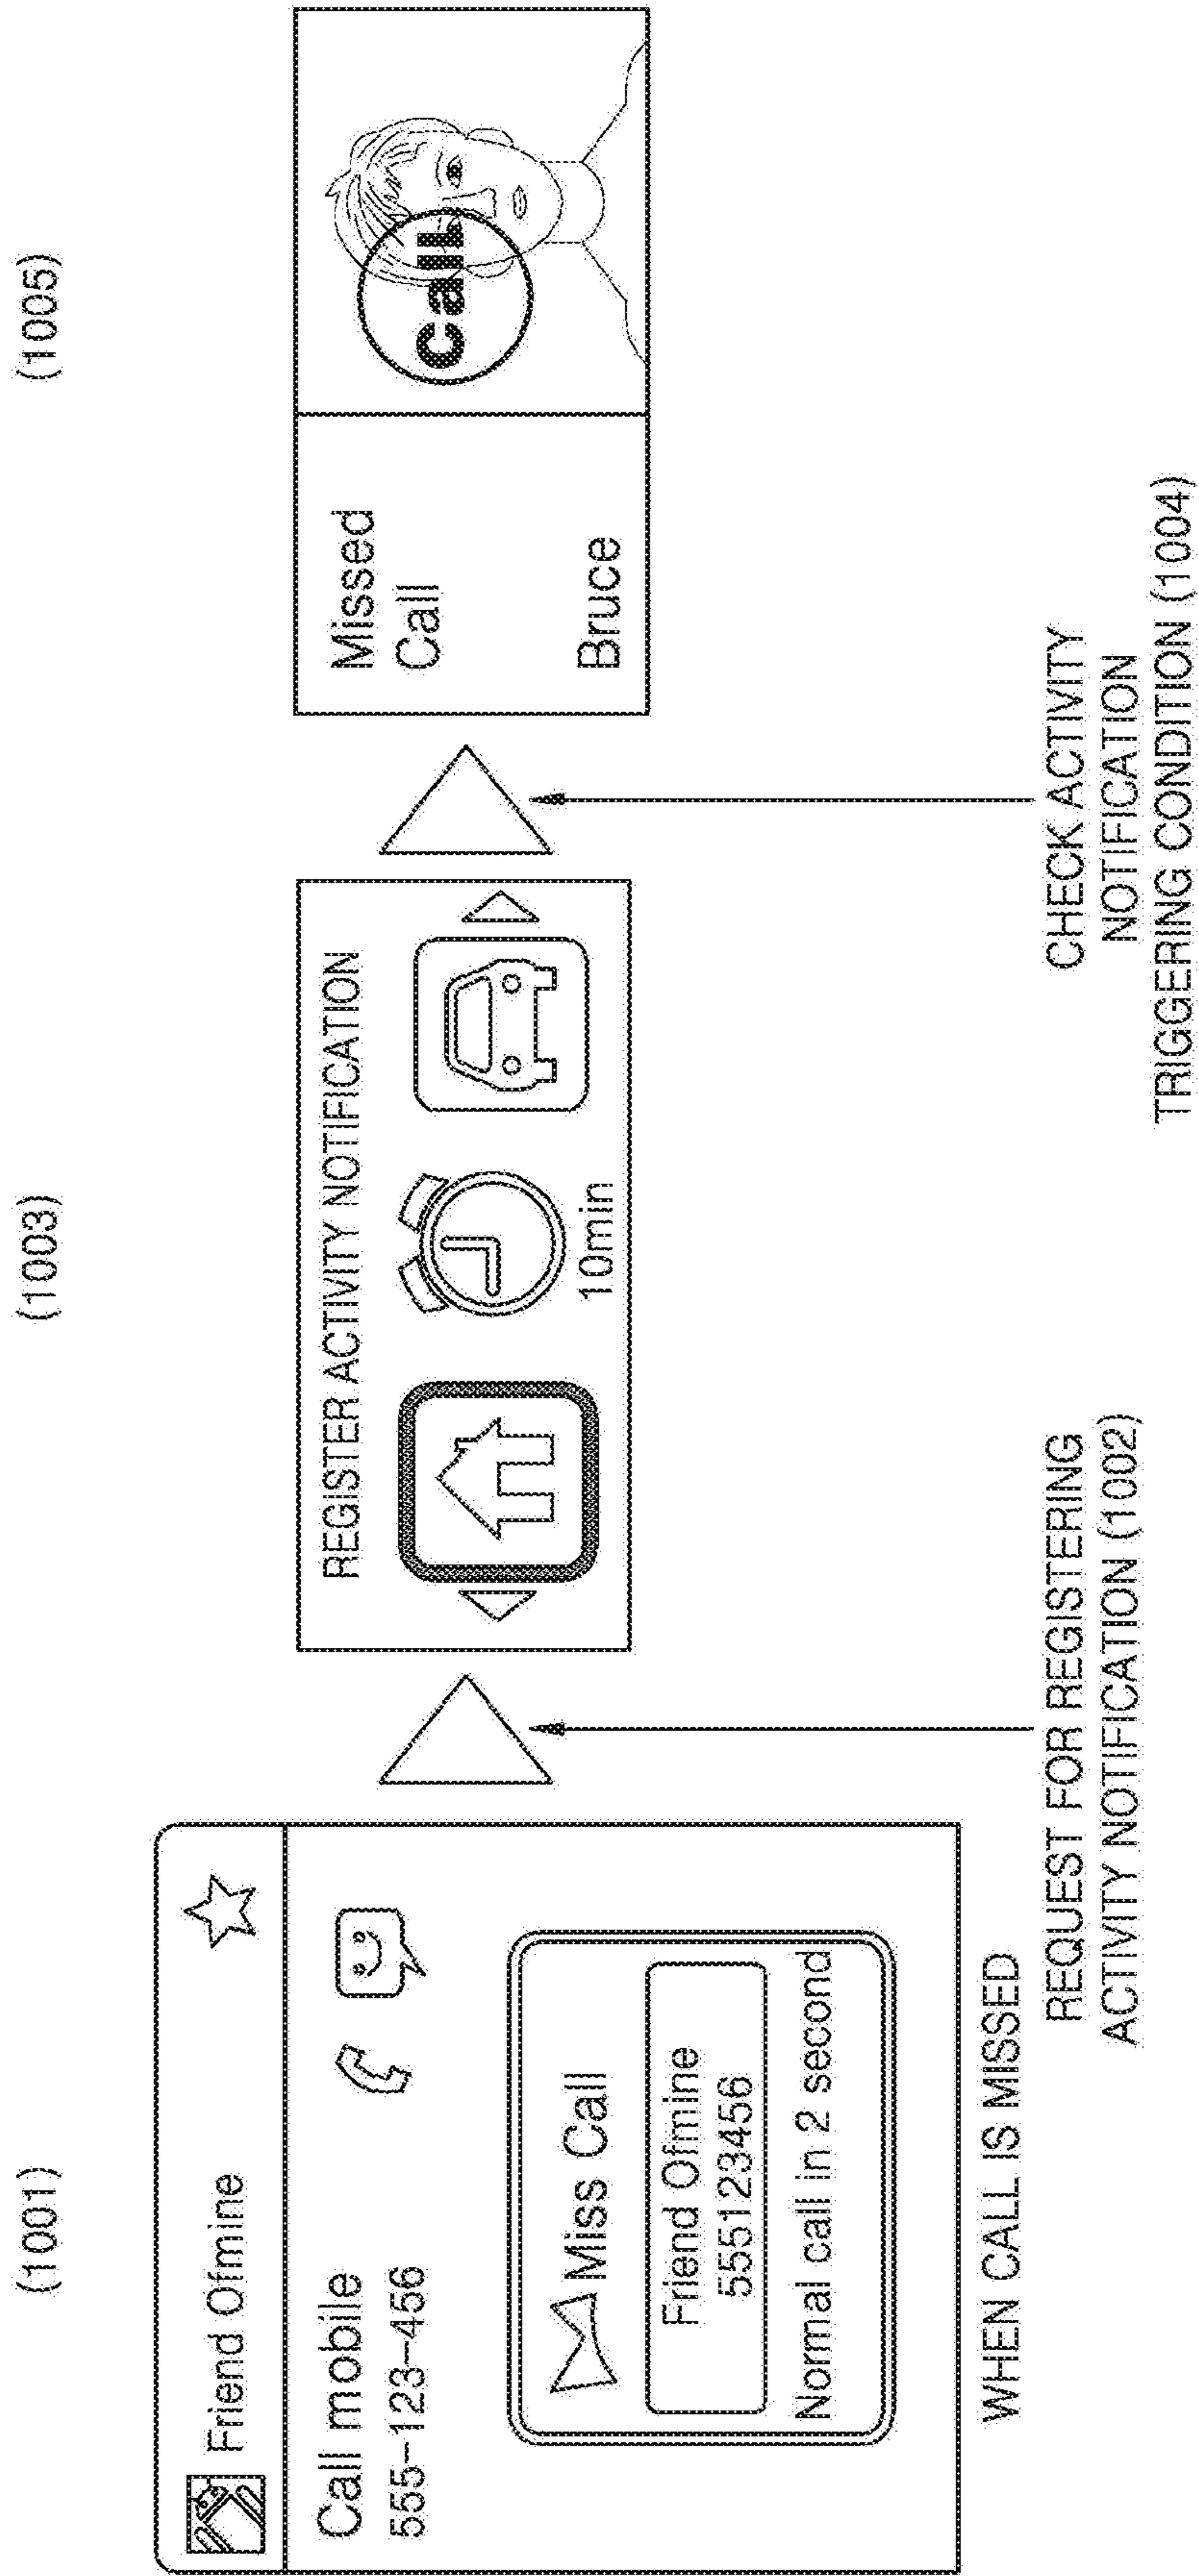 (1001)
(1003)
(1005)
Friend Ofmine
Call mobile
555-123-456
Miss Call
Friend Ofmine
555123456
Normal call in 2 second
WHEN CALL IS MISSED
REQUEST FOR REGISTERING
ACTIVITY NOTIFICATION (1002)
REGISTER ACTIVITY NOTIFICATION
10min
CHECK ACTIVITY
NOTIFICATION
TRIGGERING CONDITION (1004)
Missed
Call
Bruce
Call